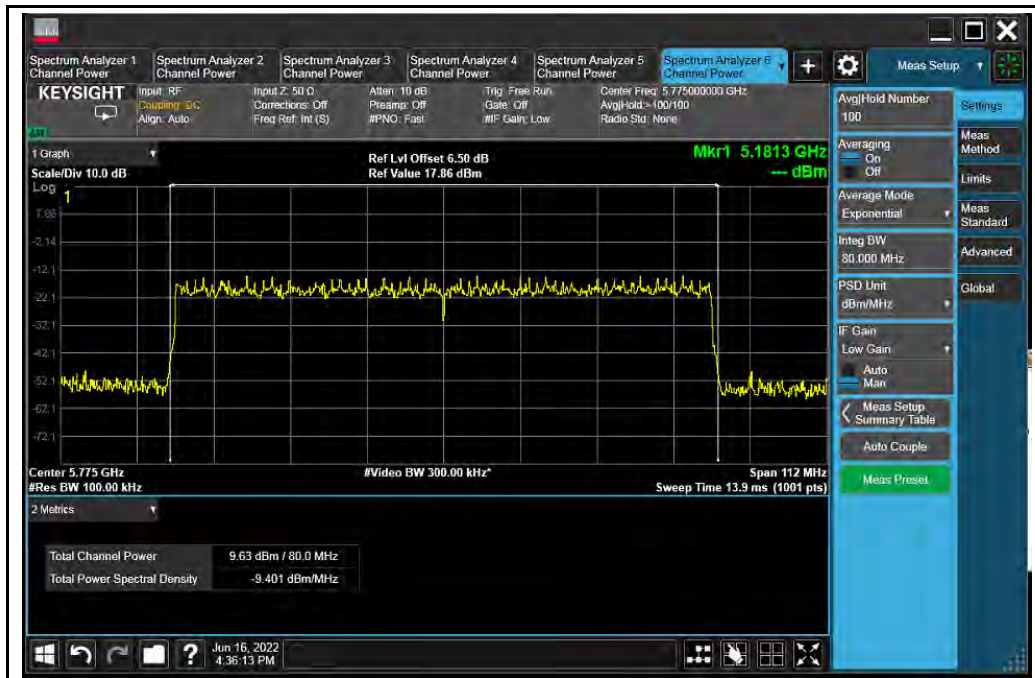 Spectrum Analyzer 1
Channel Power
Spectrum Analyzer 2
Channel Power
Spectrum Analyzer 3
Channel Power
Spectrum Analyzer 4
Channel Power
Spectrum Analyzer 5
Channel Power
Spectrum Analyzer 6
Channel Power
+
Meas Setup
KEYSIGHT
Input: RF
Coupling: DC
Align: Auto
Input Z: 50 Ω
Corrections: Off
Freq Ref: Int (S)
Atten: 10 dB
Preamp: Off
#PNO: Fast
Trig: Free Run
Gate: Off
#IF Gain: Low
Center Freq: 5.775000000 GHz
Avg|Hold:> 100/100
Radio Std: None
1 Graph
Scale/Div 10.0 dB
Ref Lvl Offset 6.50 dB
Ref Value 17.86 dBm
Mkr1 5.1813 GHz
--- dBm
Log
1
7.86
-2.14
-12.1
-22.1
-32.1
-42.1
-52.1
-62.1
-72.1
Center 5.775 GHz
#Res BW 100.00 kHz
#Video BW 300.00 kHz*
Span 112 MHz
Sweep Time 13.9 ms (1001 pts)
2 Metrics
Total Channel Power 9.63 dBm / 80.0 MHz
Total Power Spectral Density -9.401 dBm/MHz
Avg|Hold Number
100
Averaging
On
Off
Average Mode
Exponential
Integ BW
80.000 MHz
PSD Unit
dBm/MHz
IF Gain
Low Gain
Auto
Man
Meas Setup
Summary Table
Auto Couple
Meas Preset
Settings
Meas
Method
Limits
Meas
Standard
Advanced
Global
?
Jun 16, 2022
4:36:13 PM